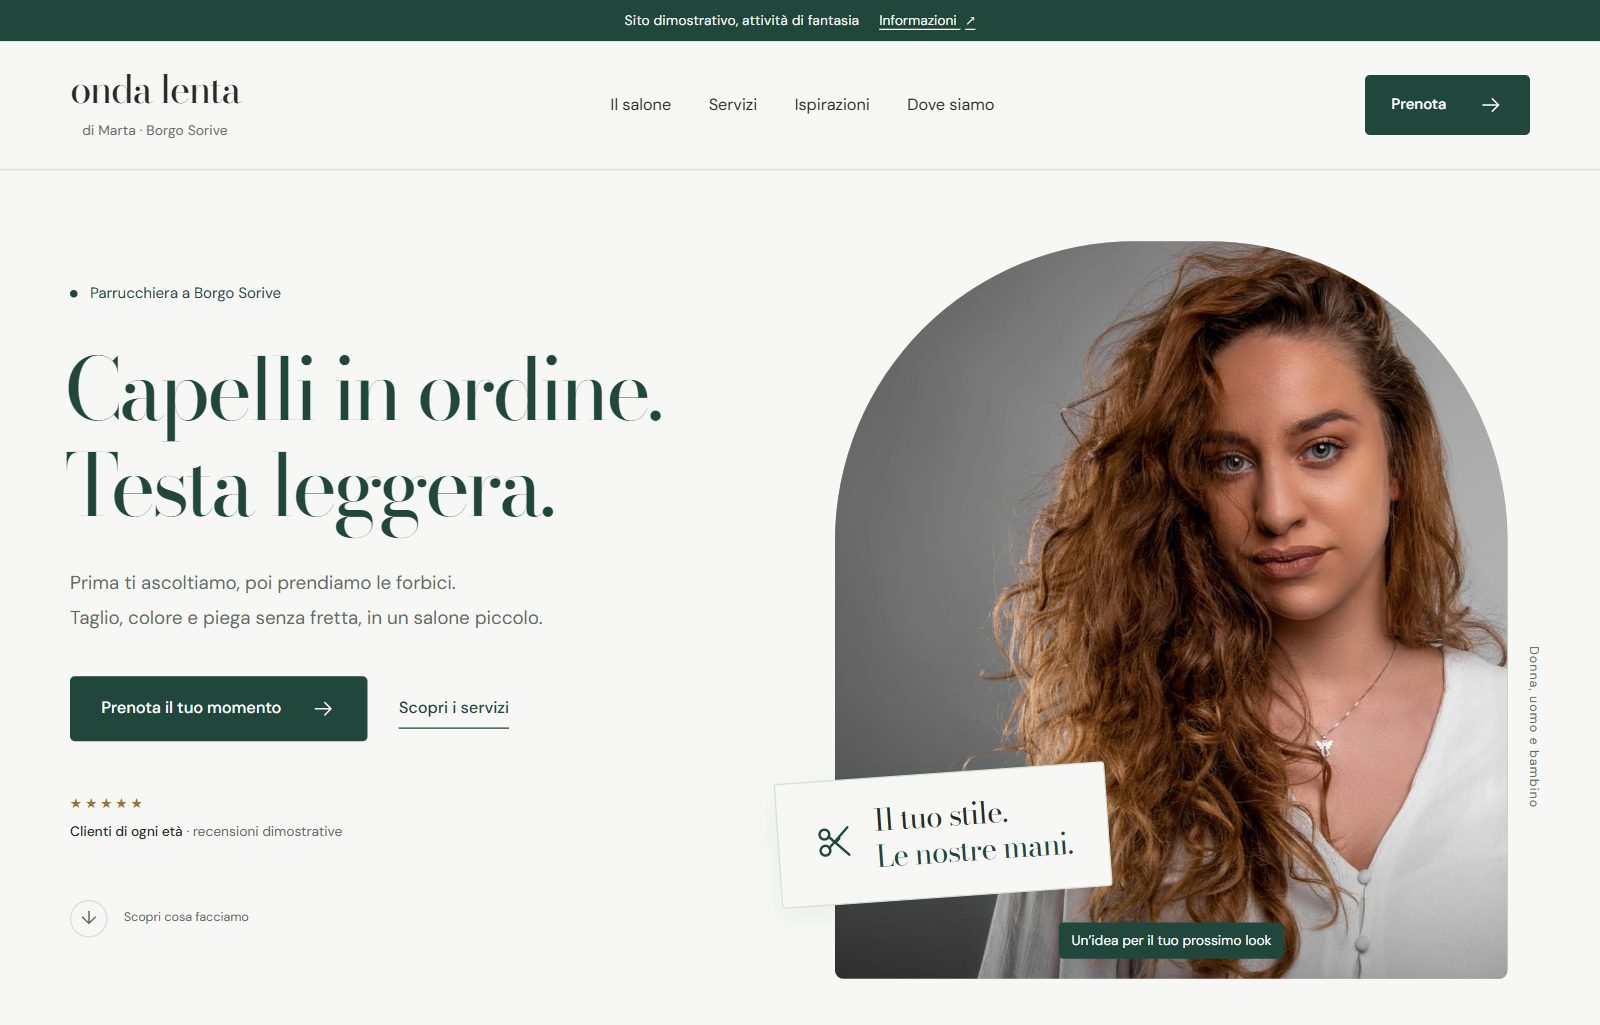 Sito dimostrativo, attività di fantasia Informazioni ↗
onda lenta
di Marta · Borgo Sorive
Il salone Servizi Ispirazioni Dove siamo
Prenota →
Parrucchiera a Borgo Sorive
Capelli in ordine.
Testa leggera.
Prima ti ascoltiamo, poi prendiamo le forbici.
Taglio, colore e piega senza fretta, in un salone piccolo.
Prenota il tuo momento →
Scopri i servizi
★★★★★
Clienti di ogni età · recensioni dimostrative
Scopri cosa facciamo
Il tuo stile.
Le nostre mani.
Un’idea per il tuo prossimo look
Donna, uomo e bambino